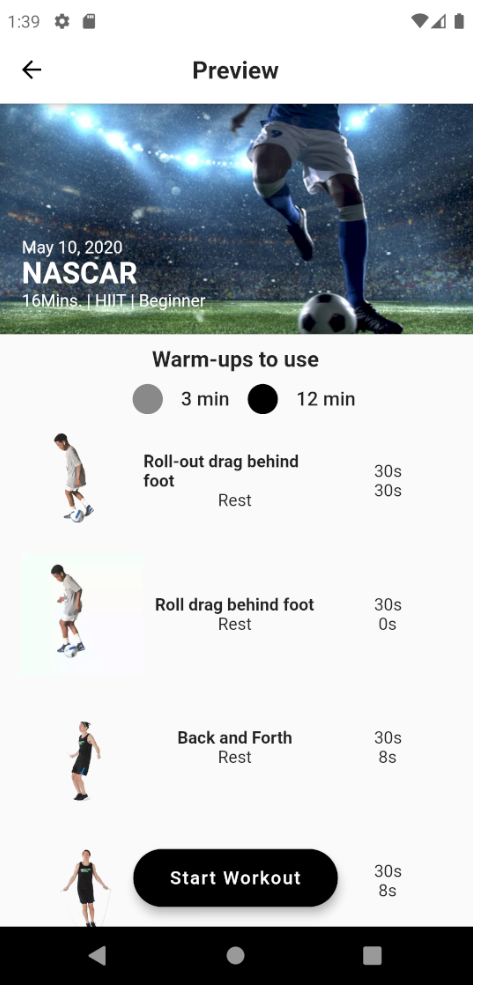 1:39
Preview
May 10, 2020
NASCAR
16Mins. | HIIT | Beginner
Warm-ups to use
3 min 12 min
Roll-out drag behind
foot
Rest
30s
30s
Roll drag behind foot
Rest
30s
0s
Back and Forth
Rest
30s
8s
Start Workout
30s
8s